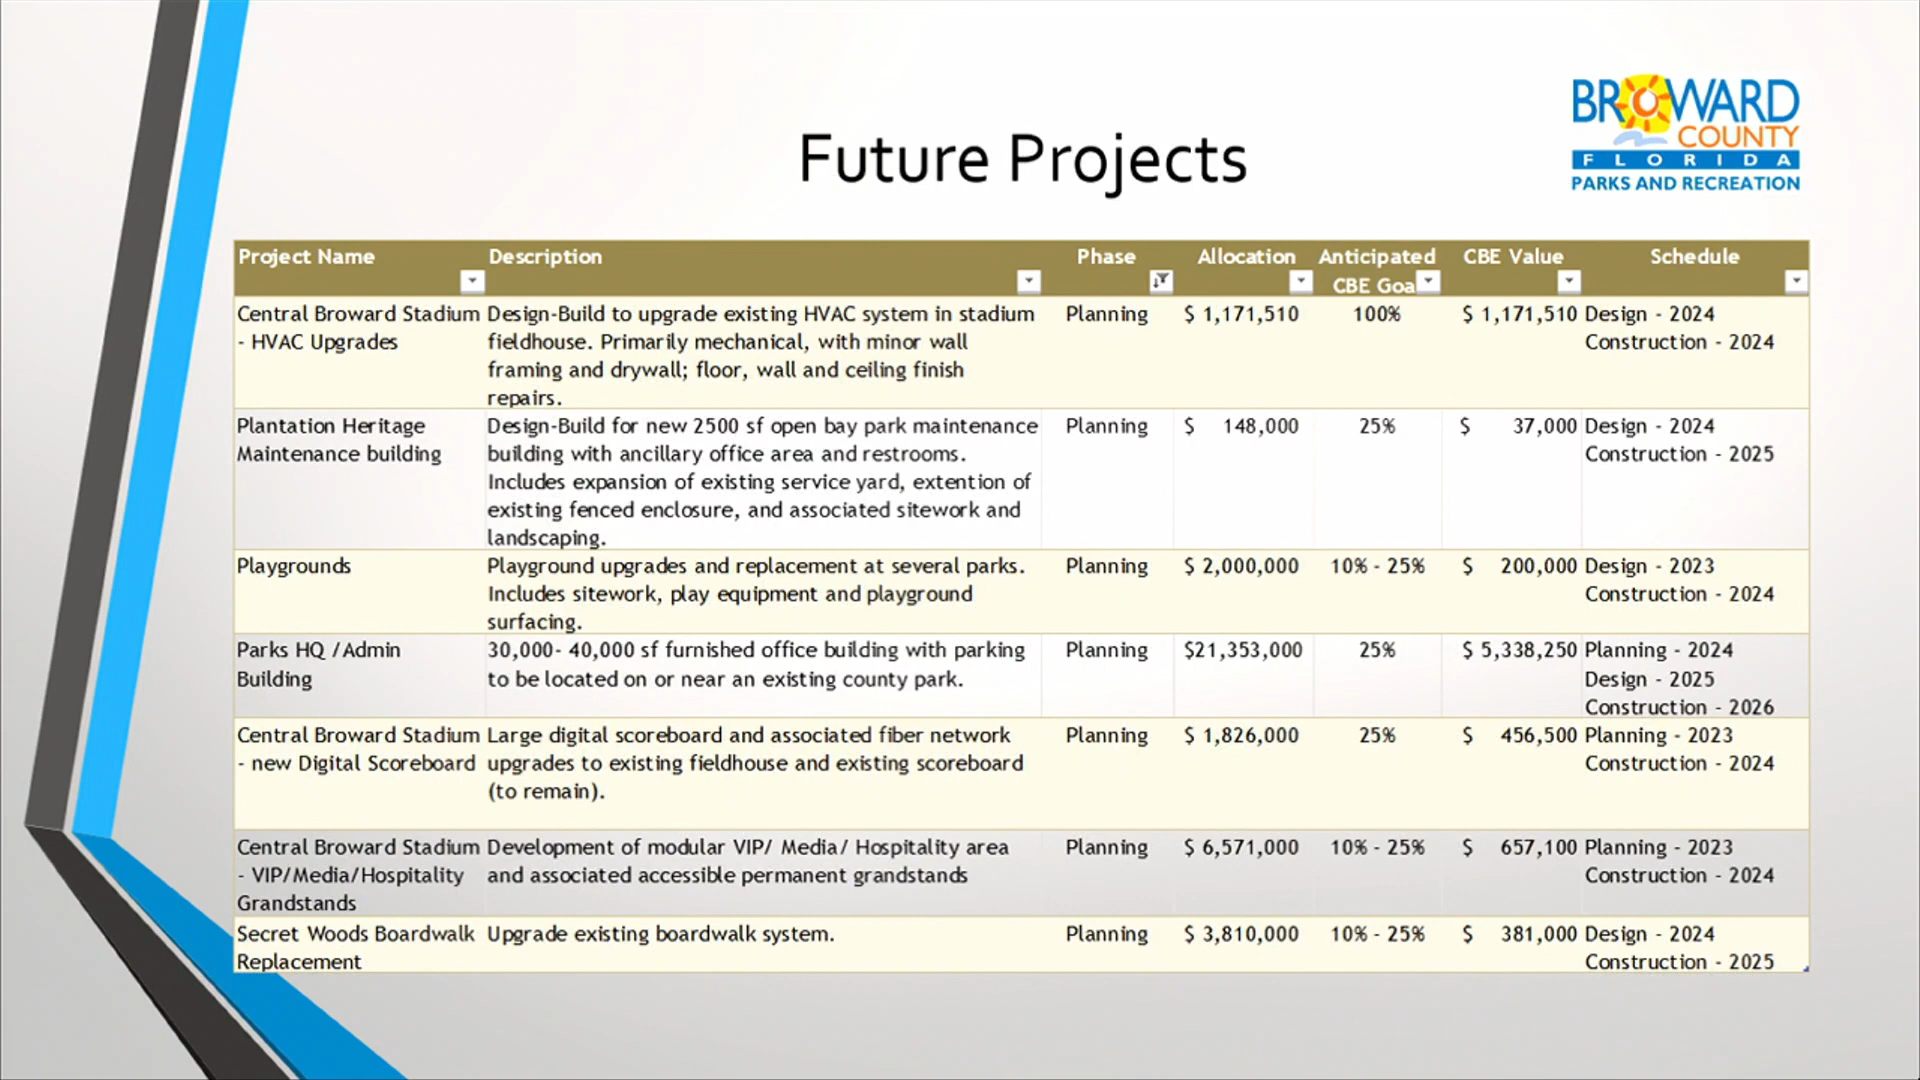 BROWARD
COUNTY
FLORIDA
PARKS AND RECREATION
Future Projects
Project Name Description Phase Allocation Anticipated CBE Value Schedule
CBE Goa
Central Broward Stadium Design-Build to upgrade existing HVAC system in stadium Planning $ 1,171,510 100% $ 1,171,510 Design - 2024
- HVAC Upgrades fieldhouse. Primarily mechanical, with minor wall Construction - 2024
framing and drywall; floor, wall and ceiling finish
repairs.
Plantation Heritage Design-Build for new 2500 sf open bay park maintenance Planning $ 148,000 25% $ 37,000 Design - 2024
Maintenance building building with ancillary office area and restrooms. Construction - 2025
Includes expansion of existing service yard, extention of
existing fenced enclosure, and associated sitework and
landscaping.
Playgrounds Playground upgrades and replacement at several parks. Planning $ 2,000,000 10% - 25% $ 200,000 Design - 2023
Includes sitework, play equipment and playground Construction - 2024
surfacing.
Parks HQ /Admin 30,000- 40,000 sf furnished office building with parking Planning $21,353,000 25% $ 5,338,250 Planning - 2024
Building to be located on or near an existing county park. Design - 2025
Construction - 2026
Central Broward Stadium Large digital scoreboard and associated fiber network Planning $ 1,826,000 25% $ 456,500 Planning - 2023
- new Digital Scoreboard upgrades to existing fieldhouse and existing scoreboard Construction - 2024
(to remain).
Central Broward Stadium Development of modular VIP/ Media/ Hospitality area Planning $ 6,571,000 10% - 25% $ 657,100 Planning - 2023
- VIP/Media/Hospitality and associated accessible permanent grandstands Construction - 2024
Grandstands
Secret Woods Boardwalk Upgrade existing boardwalk system. Planning $ 3,810,000 10% - 25% $ 381,000 Design - 2024
Replacement Construction - 2025